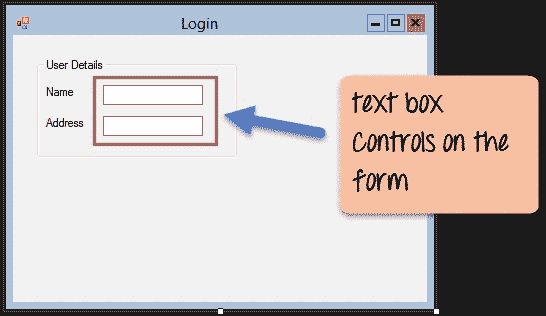 Login
User Details
Name
Address
text box
Controls on the
form